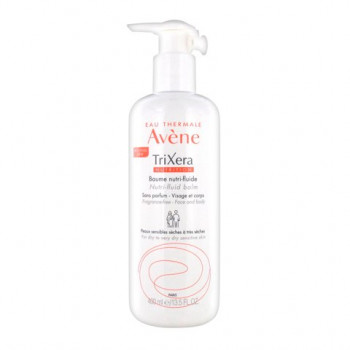 EAU THERMALE
Avène
TriXera
NUTRITION
Baume nutri-fluide
Nutri-fluid balm
Sans parfum - Visage et corps
Fragrance-free - Face and body
Peaux sensibles sèches à très sèches
For dry to very dry sensitive skin
400 ml e 13.5 FL.OZ